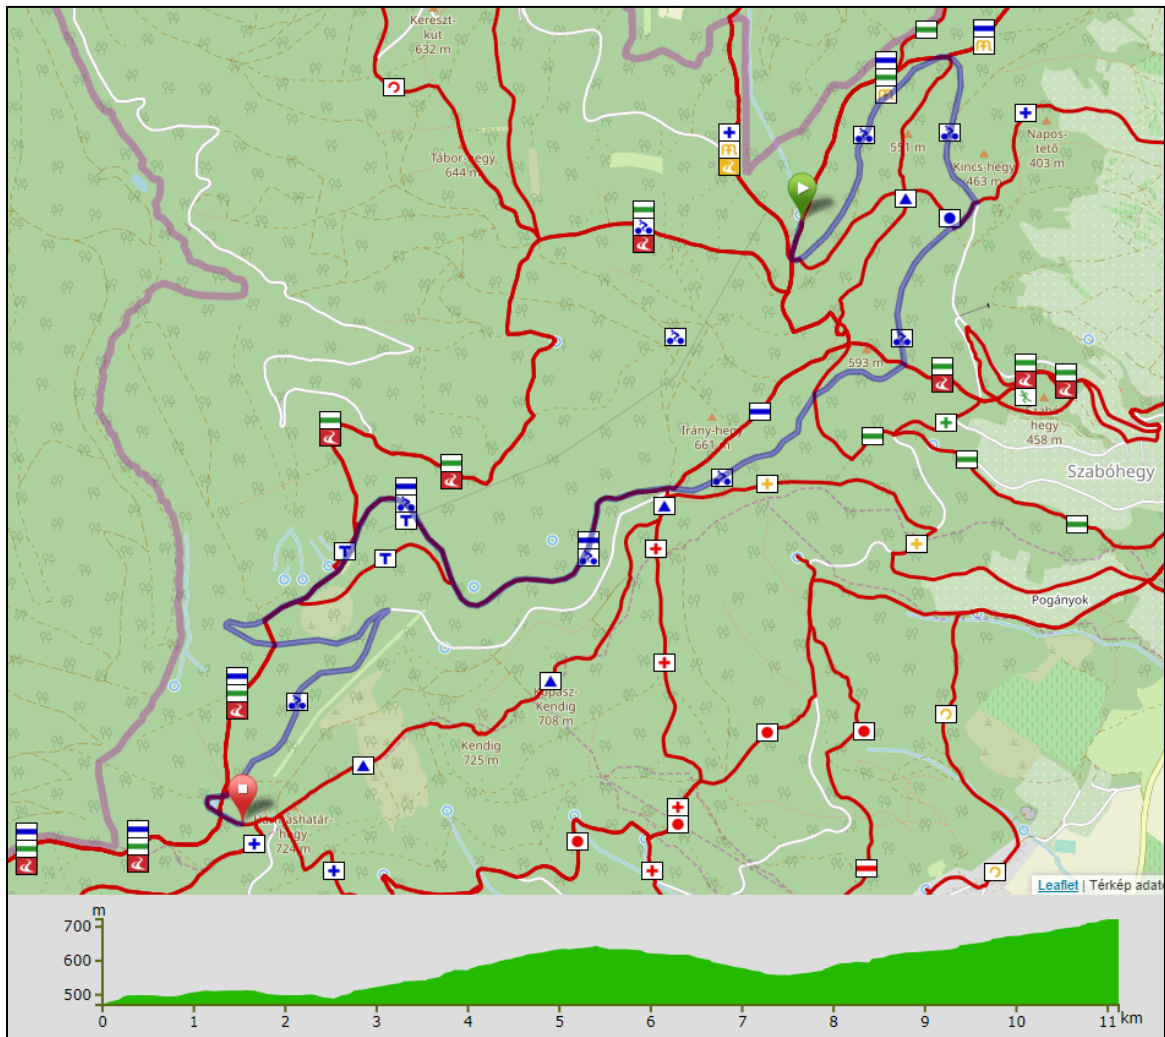 Kereszt-
kút
632 m
Tábor-hegy
644 m
551 m
Napos-
tető
403 m
Kincs-hegy
463 m
593 m
Irány-hegy
661 m
hegy
458 m
Szabóhegy
Pogányok
T
T
T
Kopasz-
Kendig
708 m
Kendig
725 m
hegy
724 m
Leaflet | Térkép adat
m
700
600
500
0 1 2 3 4 5 6 7 8 9 10 11 km